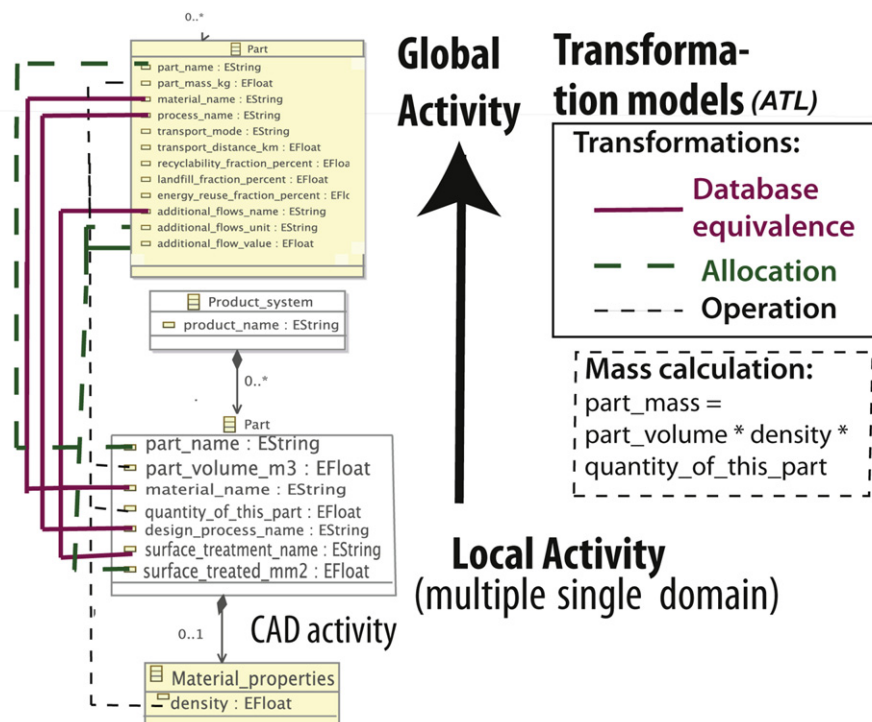 0..*
Part
part_name : EString
part_mass_kg : EFloat
material_name : EString
process_name : EString
transport_mode : EString
transport_distance_km : EFloat
recyclability_fraction_percent : EFloa
landfill_fraction_percent : EFloat
energy_reuse_fraction_percent : EFlo
additional_flows_name : EString
additional_flows_unit : EString
additional_flow_value : EFloat
Product_system
product_name : EString
0..*
Part
part_name : EString
part_volume_m3 : EFloat
material_name : EString
quantity_of_this_part : EFloat
design_process_name : EString
surface_treatment_name : EString
surface_treated_mm2 : EFloat
0..1
CAD activity
Material_properties
density : EFloat
Global
Activity
Local Activity
(multiple single domain)
Transforma-
tion models (ATL)
Transformations:
Database
equivalence
Allocation
Operation
Mass calculation:
part_mass =
part_volume * density *
quantity_of_this_part